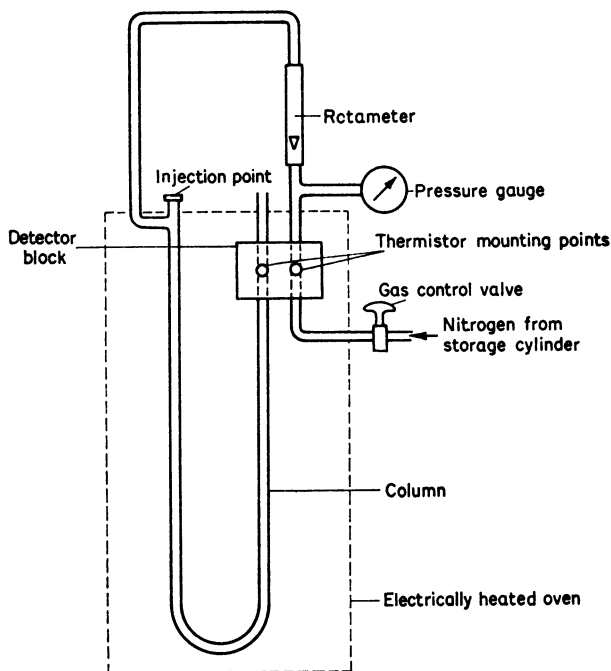 Rotameter
Injection point
Pressure gauge
Detector
block
Thermistor mounting points
Gas control valve
Nitrogen from
storage cylinder
Column
Electrically heated oven